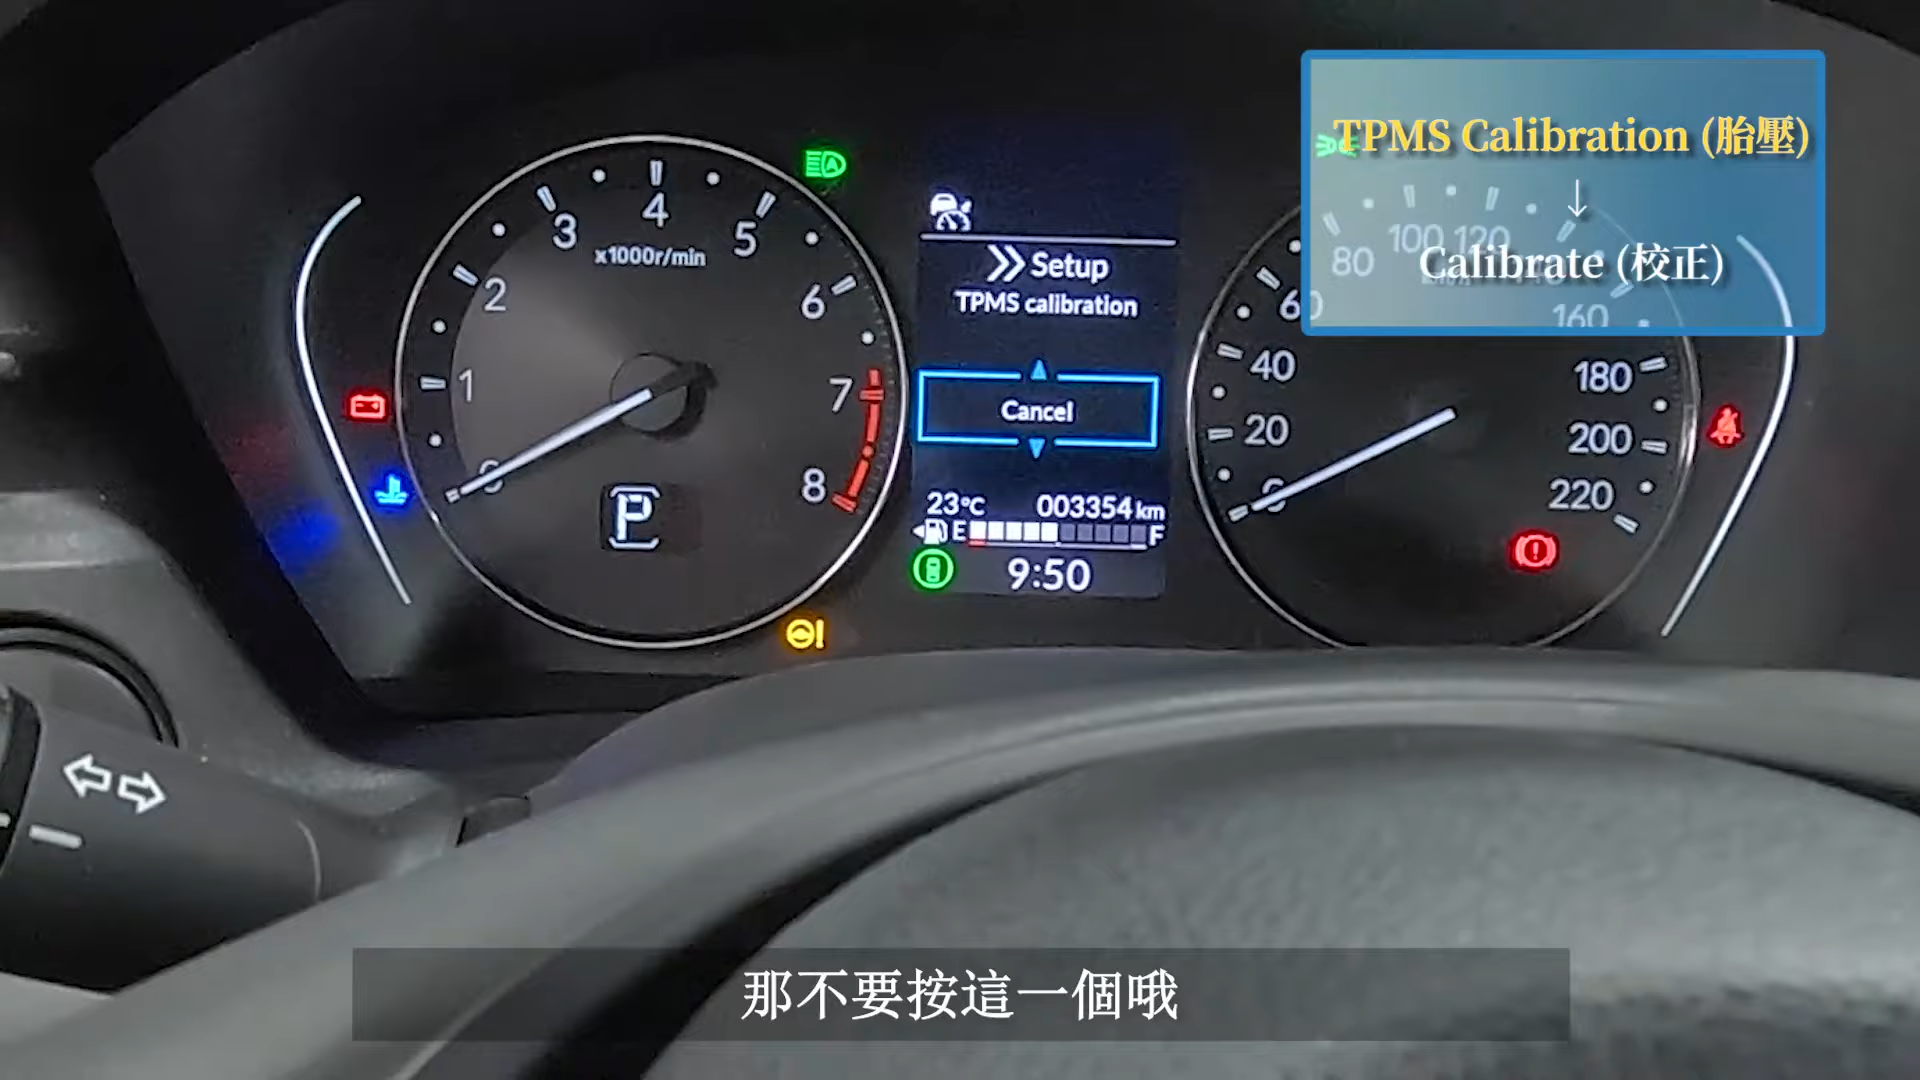 TPMS Calibration (胎壓)
↓
Calibrate (校正)
0
1
2
3
4
5
6
7
8
x1000r/min
P
Setup
TPMS calibration
Cancel
23°C 003354 km
E F
9:50
0
20
40
60
80
100
120
160
180
200
220
那不要按這一個哦